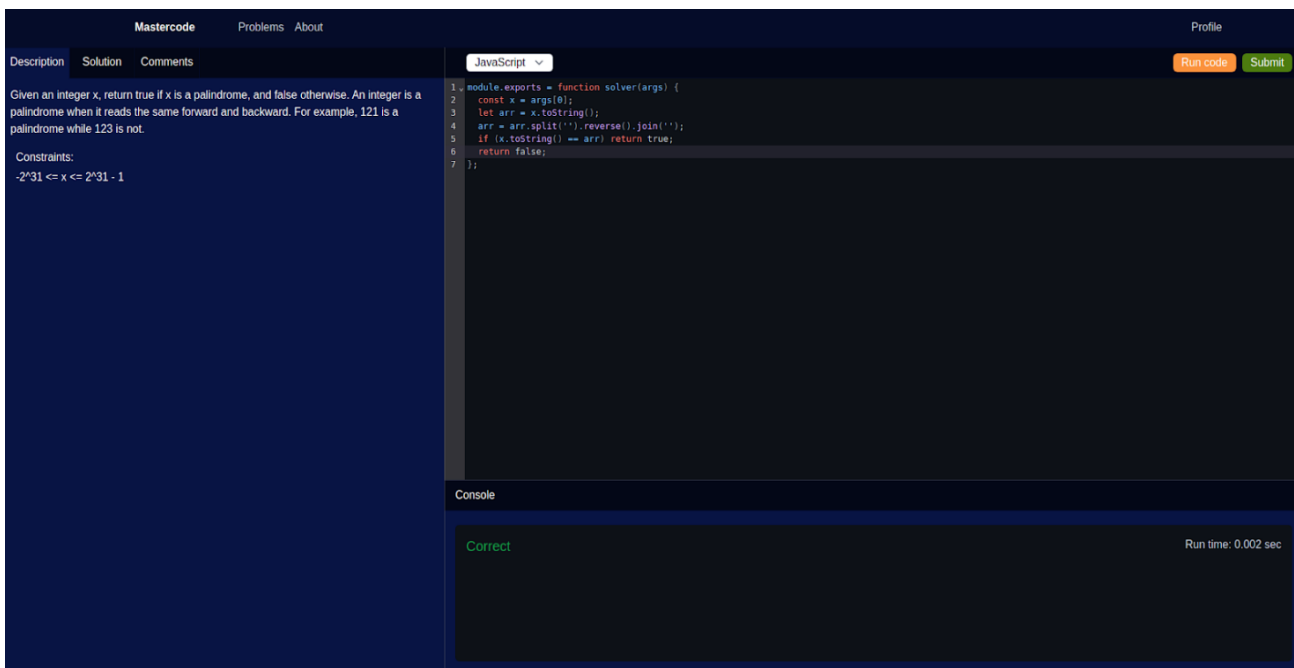 Mastercode Problems About Profile
Description Solution Comments
Given an integer x, return true if x is a palindrome, and false otherwise. An integer is a
palindrome when it reads the same forward and backward. For example, 121 is a
palindrome while 123 is not.
Constraints:
-2^31 <= x <= 2^31 - 1
JavaScript Run code Submit
1 module.exports = function solver(args) {
2 const x = args[0];
3 let arr = x.toString();
4 arr = arr.split('').reverse().join('');
5 if (x.toString() == arr) return true;
6 return false;
7 };
Console
Correct Run time: 0.002 sec